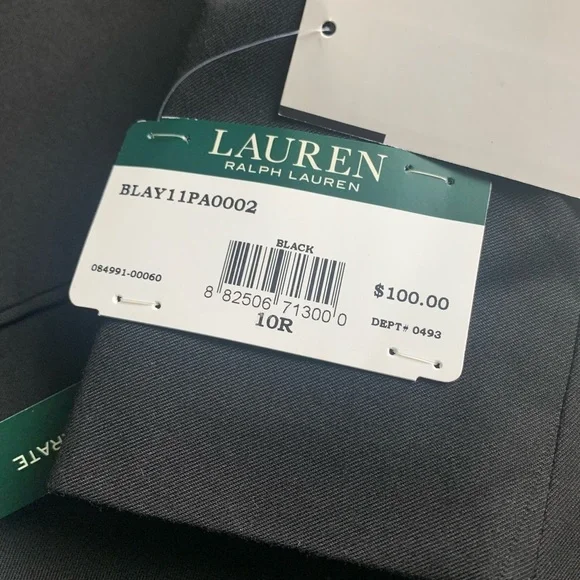 LAUREN
RALPH LAUREN
BLAY11PA0002
BLACK
084991-00060
8 82506 71300 0
$100.00
10R
DEPT# 0493
RATE